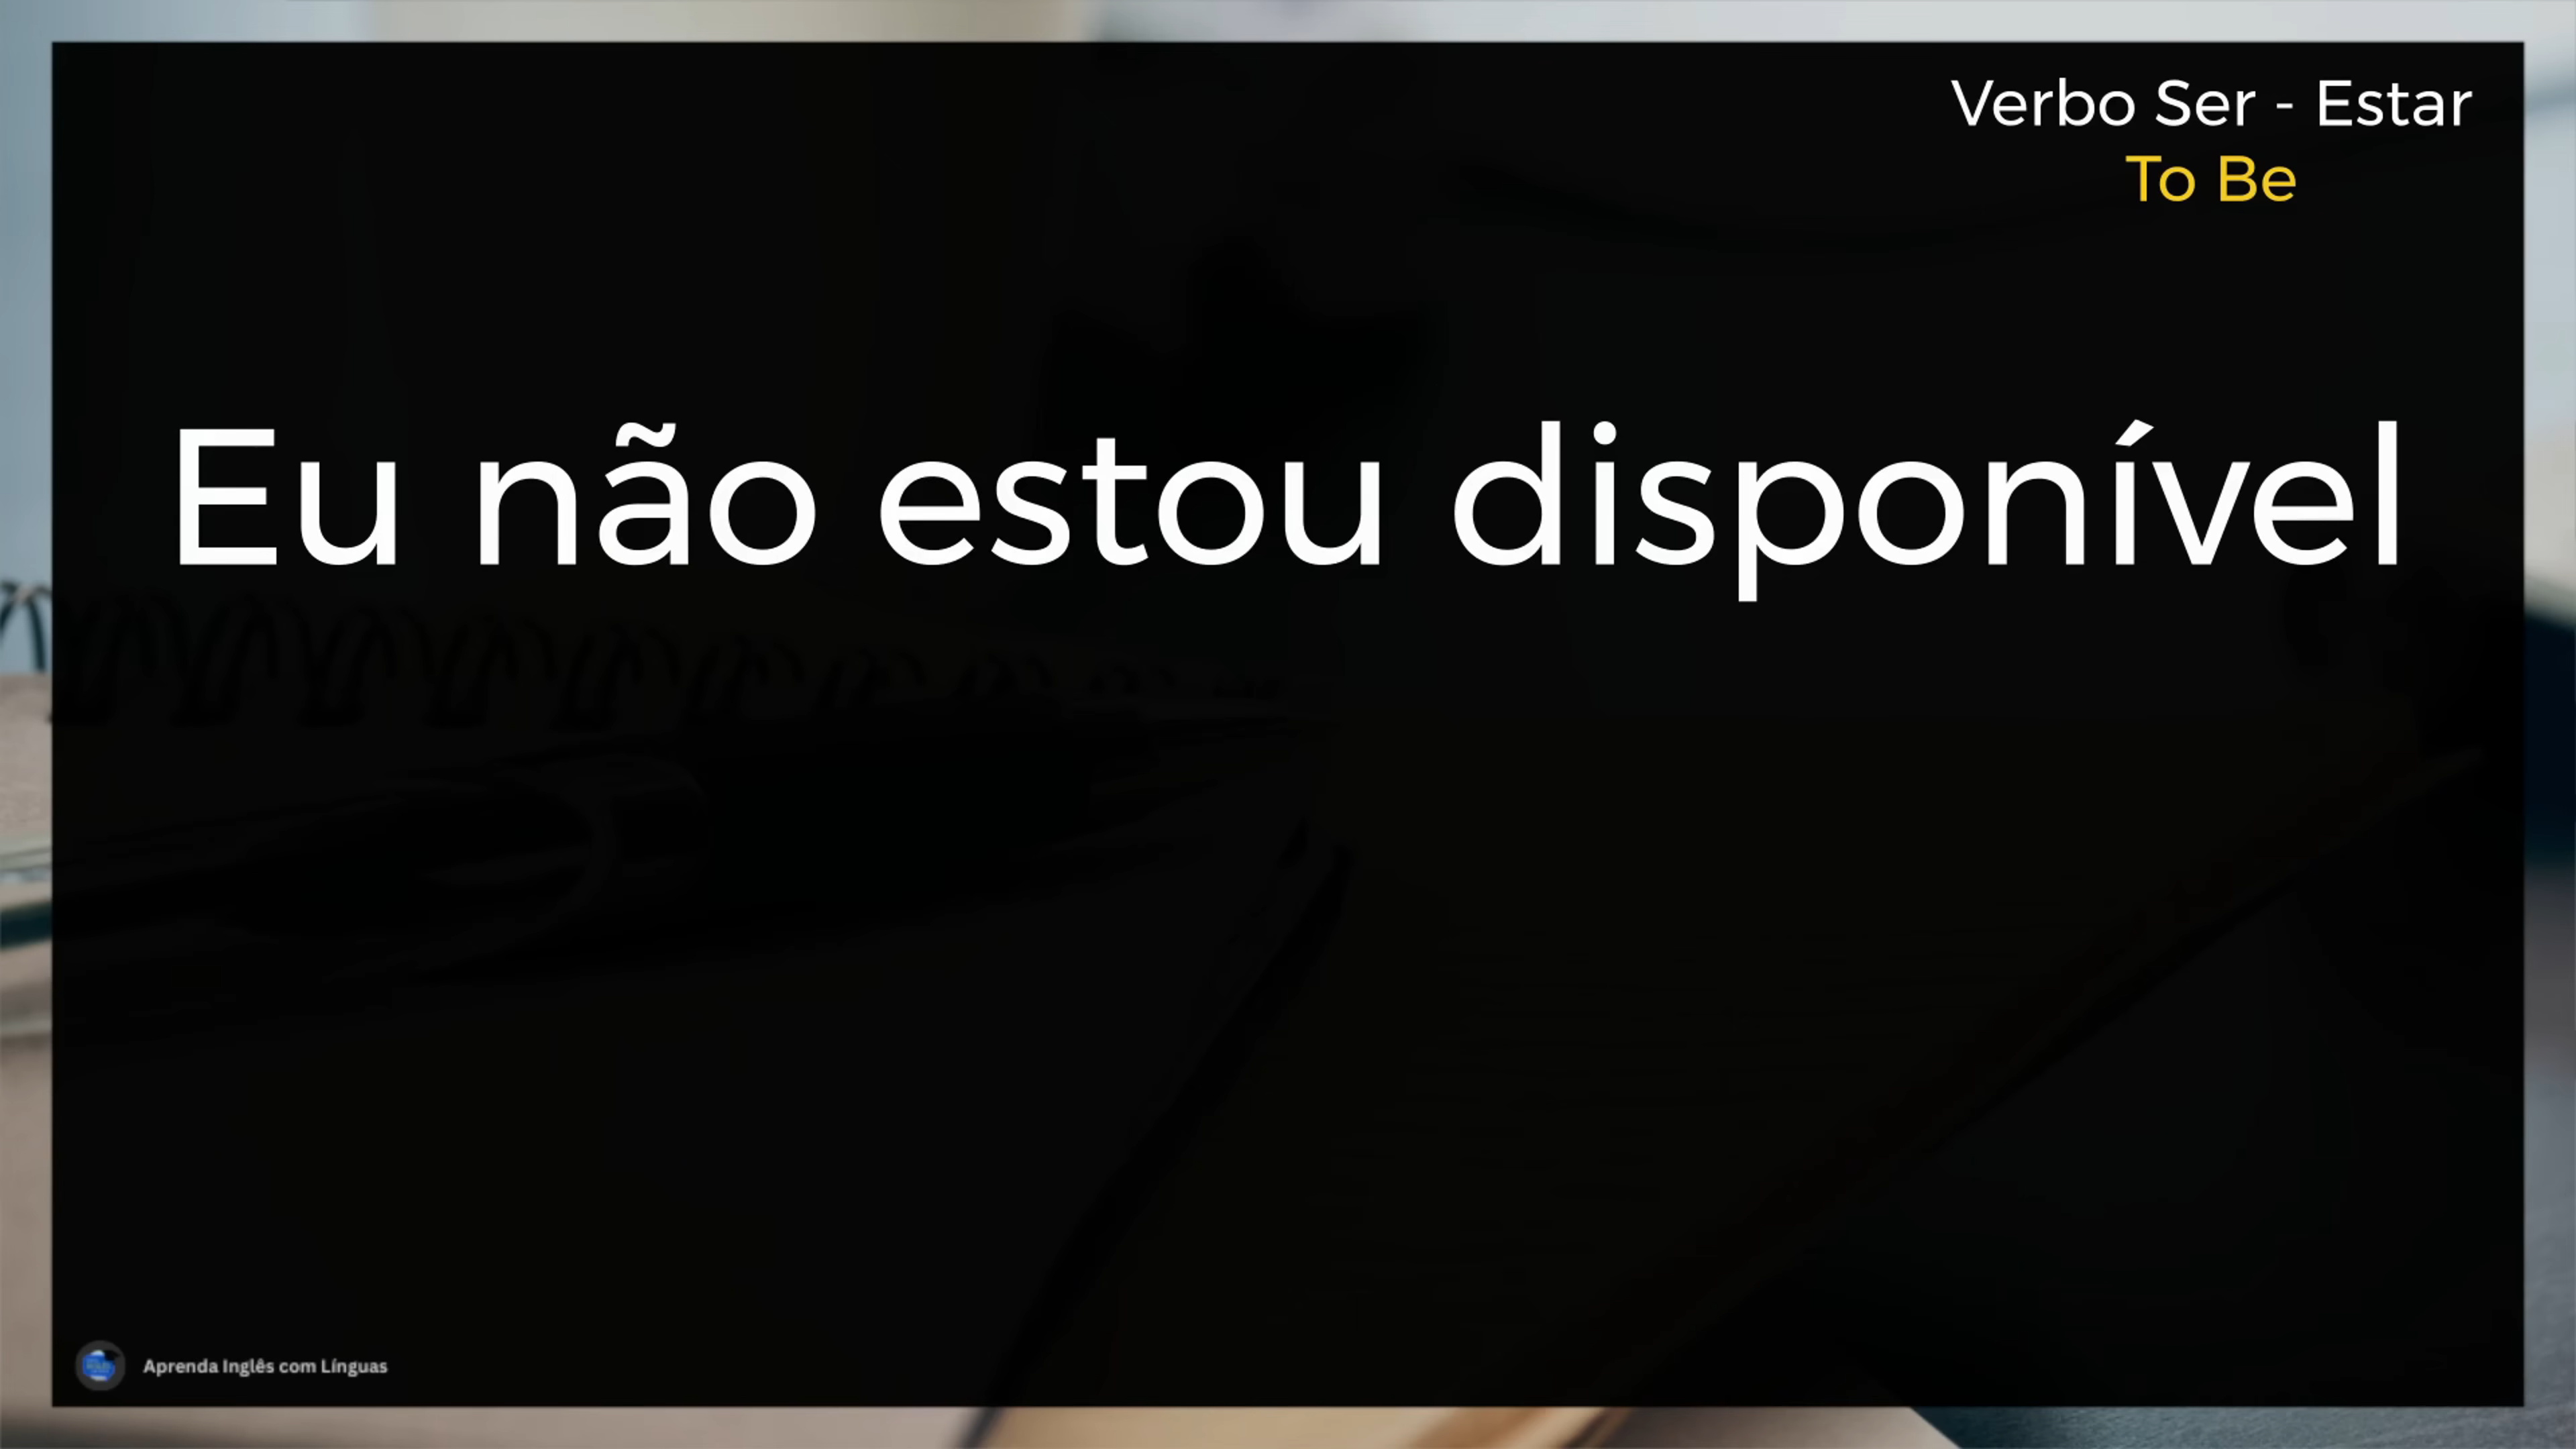 Verbo Ser - Estar
To Be
Eu não estou disponível
Aprenda Inglês com Línguas